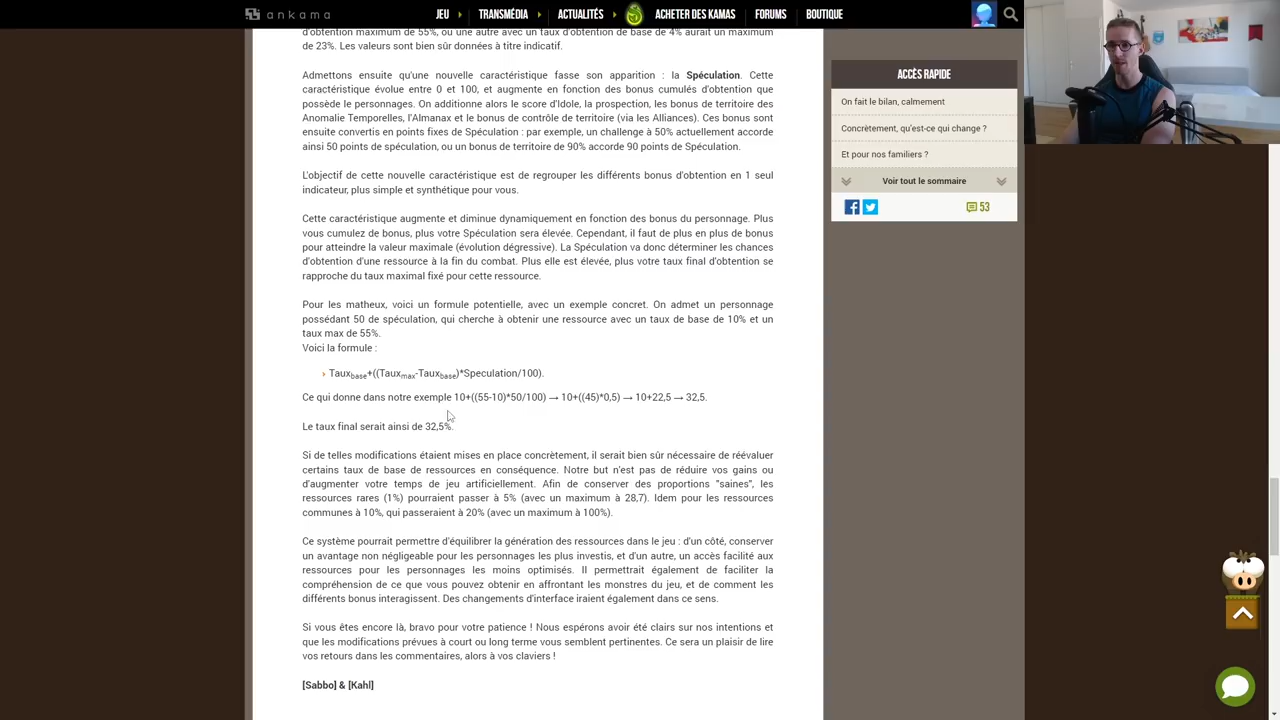 ankama
JEU
TRANSMÉDIA
ACTUALITÉS
ACHETER DES KAMAS
FORUMS
BOUTIQUE
d'obtention maximum de 55%, ou une autre avec un taux d'obtention de base de 4% aurait un maximum
de 23%. Les valeurs sont bien sûr données à titre indicatif.
Admettons ensuite qu'une nouvelle caractéristique fasse son apparition : la Spéculation. Cette
caractéristique évolue entre 0 et 100, et augmente en fonction des bonus cumulés d'obtention que
possède le personnages. On additionne alors le score d'Idole, la prospection, les bonus de territoire des
Anomalie Temporelles, l'Almanax et le bonus de contrôle de territoire (via les Alliances). Ces bonus sont
ensuite convertis en points fixes de Spéculation : par exemple, un challenge à 50% actuellement accorde
ainsi 50 points de spéculation, ou un bonus de territoire de 90% accorde 90 points de Spéculation.
L'objectif de cette nouvelle caractéristique est de regrouper les différents bonus d'obtention en 1 seul
indicateur, plus simple et synthétique pour vous.
Cette caractéristique augmente et diminue dynamiquement en fonction des bonus du personnage. Plus
vous cumulez de bonus, plus votre Spéculation sera élevée. Cependant, il faut de plus en plus de bonus
pour atteindre la valeur maximale (évolution dégressive). La Spéculation va donc déterminer les chances
d'obtention d'une ressource à la fin du combat. Plus elle est élevée, plus votre taux final d'obtention se
rapproche du taux maximal fixé pour cette ressource.
Pour les matheux, voici un formule potentielle, avec un exemple concret. On admet un personnage
possédant 50 de spéculation, qui cherche à obtenir une ressource avec un taux de base de 10% et un
taux max de 55%.
Voici la formule :
› Tauxbase+((Tauxmax-Tauxbase)*Speculation/100).
Ce qui donne dans notre exemple 10+((55-10)*50/100) → 10+((45)*0,5) → 10+22,5 → 32,5.
Le taux final serait ainsi de 32,5%.
Si de telles modifications étaient mises en place concrètement, il serait bien sûr nécessaire de réévaluer
certains taux de base de ressources en conséquence. Notre but n'est pas de réduire vos gains ou
d'augmenter votre temps de jeu artificiellement. Afin de conserver des proportions "saines", les
ressources rares (1%) pourraient passer à 5% (avec un maximum à 28,7). Idem pour les ressources
communes à 10%, qui passeraient à 20% (avec un maximum à 100%).
Ce système pourrait permettre d'équilibrer la génération des ressources dans le jeu : d'un côté, conserver
un avantage non négligeable pour les personnages les plus investis, et d'un autre, un accès facilité aux
ressources pour les personnages les moins optimisés. Il permettrait également de faciliter la
compréhension de ce que vous pouvez obtenir en affrontant les monstres du jeu, et de comment les
différents bonus interagissent. Des changements d'interface iraient également dans ce sens.
Si vous êtes encore là, bravo pour votre patience ! Nous espérons avoir été clairs sur nos intentions et
que les modifications prévues à court ou long terme vous semblent pertinentes. Ce sera un plaisir de lire
vos retours dans les commentaires, alors à vos claviers !
[Sabbo] & [Kahl]
ACCÈS RAPIDE
On fait le bilan, calmement
Concrètement, qu'est-ce qui change ?
Et pour nos familiers ?
Voir tout le sommaire
53